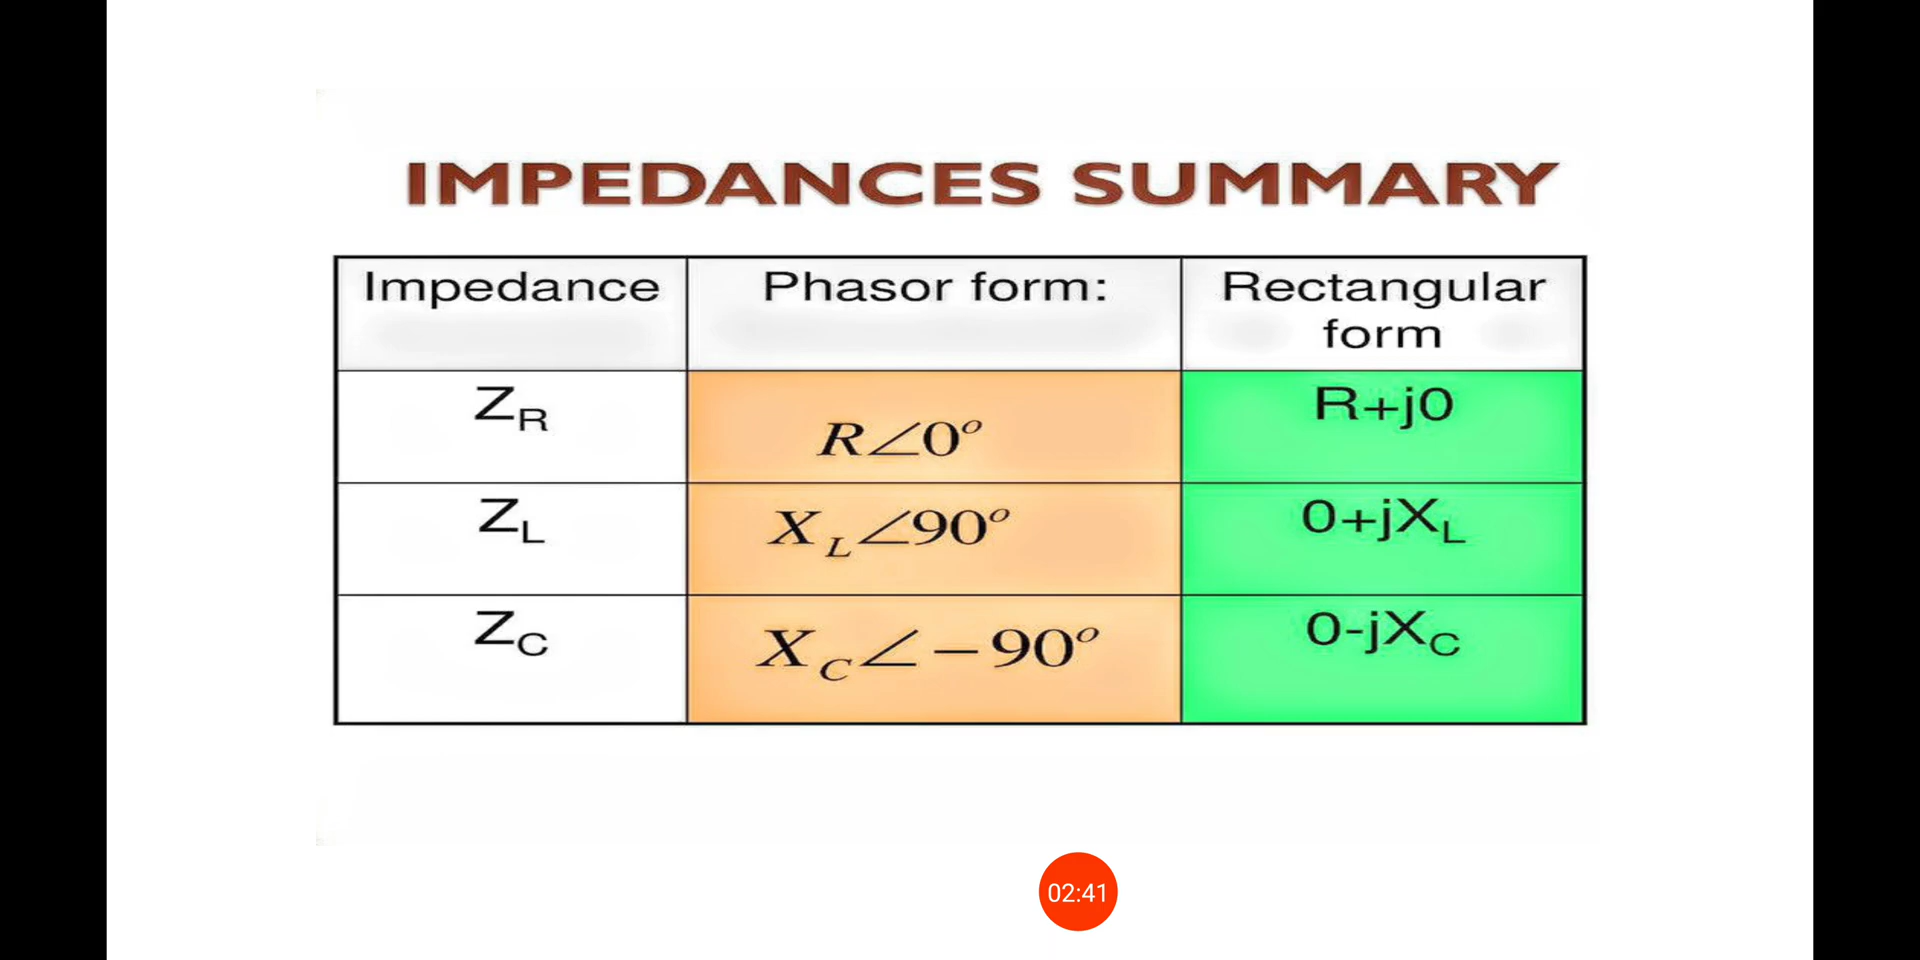 IMPEDANCES SUMMARY
Impedance
Phasor form:
Rectangular
form
Z_R
R∠0°
R+j0
Z_L
X_L∠90°
0+jX_L
Z_C
X_C∠−90°
0-jX_C
02:41